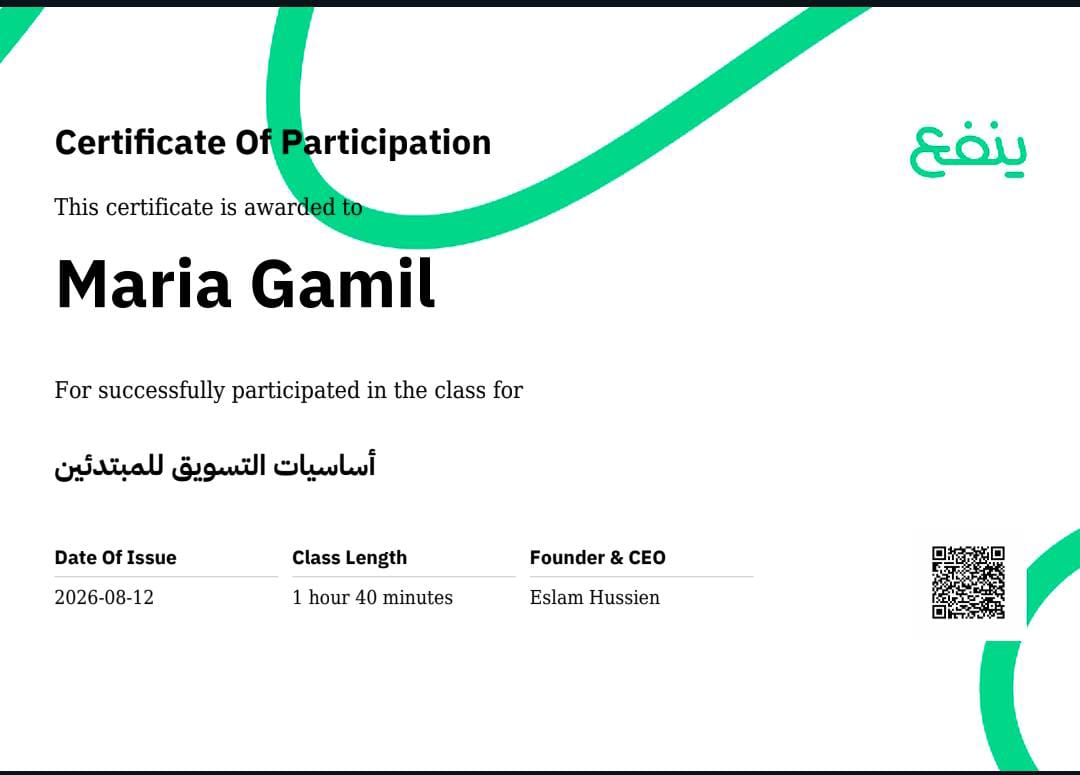 Certificate Of Participation
ينفع
This certificate is awarded to
Maria Gamil
For successfully participated in the class for
أساسيات التسويق للمبتدئين
Date Of Issue
Class Length
Founder & CEO
2026-08-12
1 hour 40 minutes
Eslam Hussien